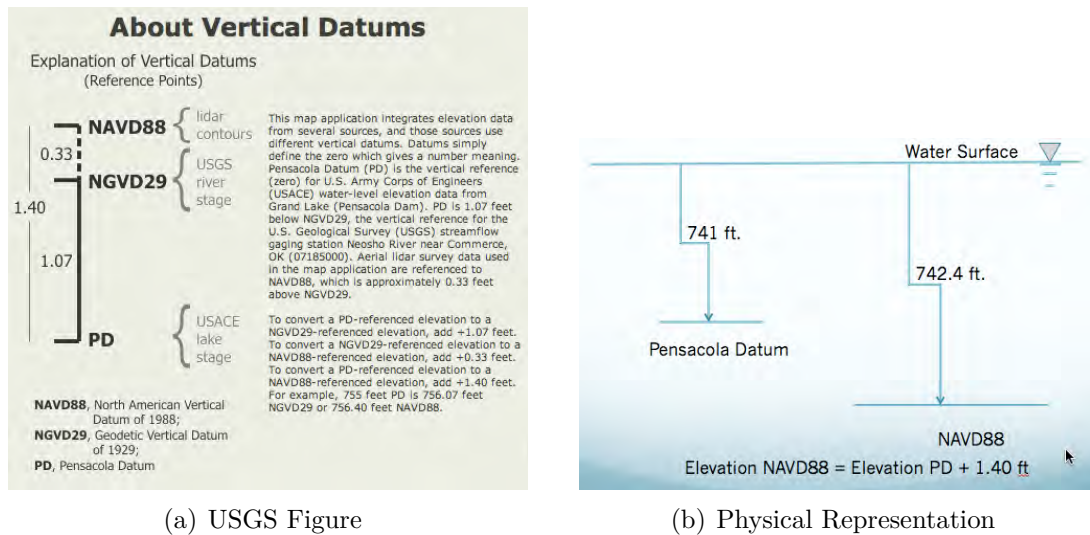 About Vertical Datums
Explanation of Vertical Datums
(Reference Points)
NAVD88
lidar
contours
0.33
NGVD29
USGS
river
stage
1.40
1.07
PD
USACE
lake
stage
NAVD88, North American Vertical
Datum of 1988;
NGVD29, Geodetic Vertical Datum
of 1929;
PD, Pensacola Datum
This map application integrates elevation data
from several sources, and those sources use
different vertical datums. Datums simply
define the zero which gives a number meaning.
Pensacola Datum (PD) is the vertical reference
(zero) for U.S. Army Corps of Engineers
(USACE) water-level elevation data from
Grand Lake (Pensacola Dam). PD is 1.07 feet
below NGVD29, the vertical reference for the
U.S. Geological Survey (USGS) streamflow
gaging station Neosho River near Commerce,
OK (07185000). Aerial lidar survey data used
in the map application are referenced to
NAVD88, which is approximately 0.33 feet
above NGVD29.
To convert a PD-referenced elevation to a
NGVD29-referenced elevation, add +1.07 feet.
To convert a NGVD29-referenced elevation to a
NAVD88-referenced elevation, add +0.33 feet.
To convert a PD-referenced elevation to a
NAVD88-referenced elevation, add +1.40 feet.
For example, 755 feet PD is 756.07 feet
NGVD29 or 756.40 feet NAVD88.
(a) USGS Figure
Water Surface
741 ft.
742.4 ft.
Pensacola Datum
NAVD88
Elevation NAVD88 = Elevation PD + 1.40 ft
(b) Physical Representation